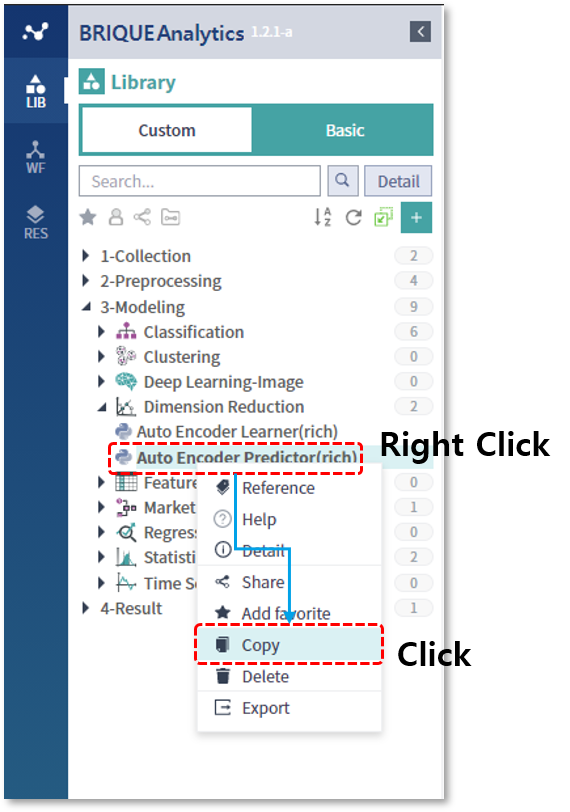 BRIQUEAnalytics 1.2.1-a
LIB
WF
RES
Library
Custom Basic
Search... Detail
1-Collection 2
2-Preprocessing 4
3-Modeling 9
Classification 6
Clustering 0
Deep Learning-Image 0
Dimension Reduction 2
Auto Encoder Learner(rich)
Auto Encoder Predictor(rich)
Right Click
Feature 0
Market 1
Regress 0
Statisti 2
Time Se 0
4-Result 1
Reference
Help
Detail
Share
Add favorite
Copy
Click
Delete
Export